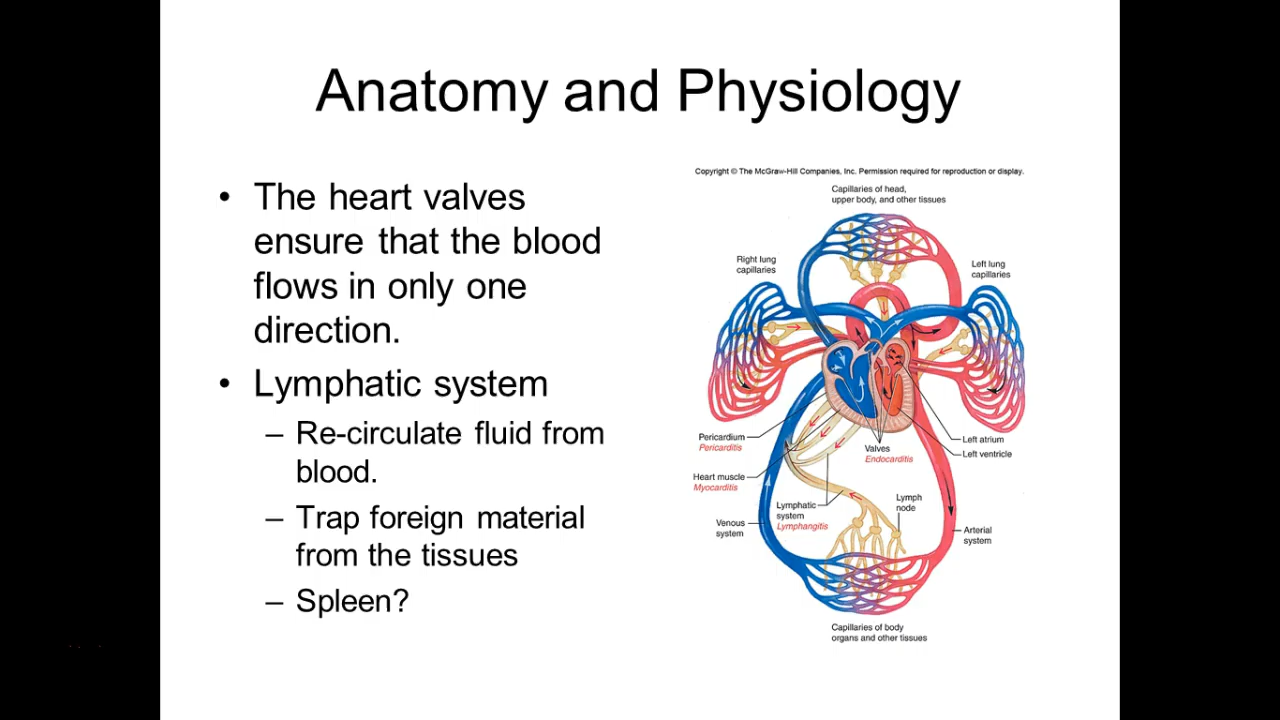 Anatomy and Physiology
• The heart valves
ensure that the blood
flows in only one
direction.
• Lymphatic system
– Re-circulate fluid from
blood.
– Trap foreign material
from the tissues
– Spleen?
Copyright © The McGraw-Hill Companies, Inc. Permission required for reproduction or display.
Capillaries of head,
upper body, and other tissues
Right lung
capillaries
Left lung
capillaries
Pericardium
Pericarditis
Heart muscle
Myocarditis
Valves
Endocarditis
Left atrium
Left ventricle
Lymphatic
system
Lymphangitis
Lymph
node
Venous
system
Arterial
system
Capillaries of body
organs and other tissues